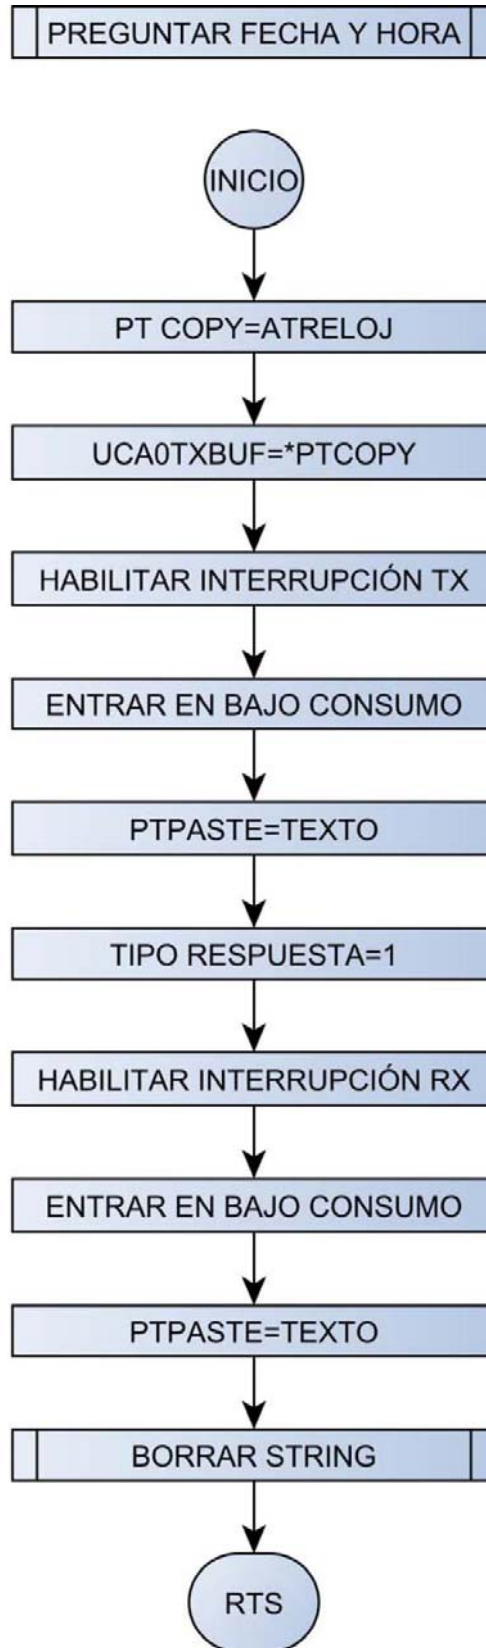 PREGUNTAR FECHA Y HORA
INICIO
PT COPY=ATRELOJ
UCA0TXBUF=*PTCOPY
HABILITAR INTERRUPCIÓN TX
ENTRAR EN BAJO CONSUMO
PTPASTE=TEXTO
TIPO RESPUESTA=1
HABILITAR INTERRUPCIÓN RX
ENTRAR EN BAJO CONSUMO
PTPASTE=TEXTO
BORRAR STRING
RTS